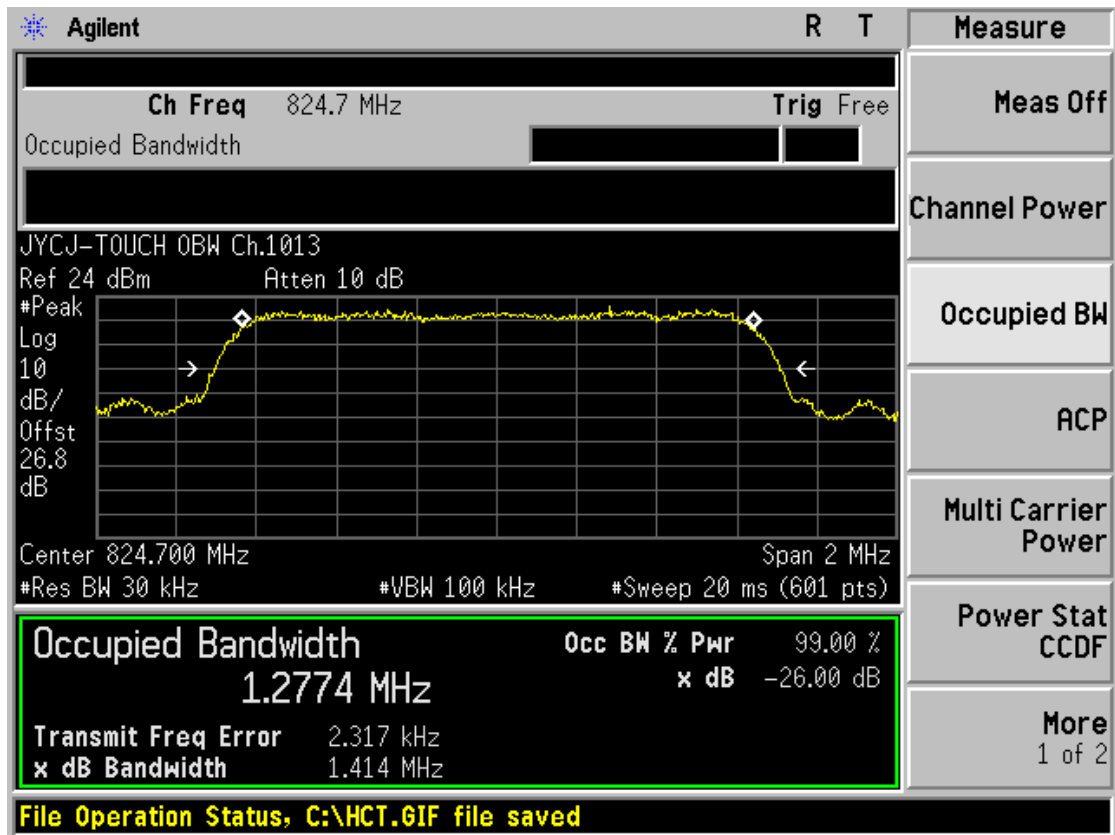 Agilent R T
Measure
Ch Freq 824.7 MHz Trig Free
Occupied Bandwidth
Meas Off
Channel Power
Occupied BW
ACP
Multi Carrier
Power
Power Stat
CCDF
More
1 of 2
JYCJ-TOUCH OBW Ch.1013
Ref 24 dBm Atten 10 dB
#Peak
Log
10
dB/
Offst
26.8
dB
Center 824.700 MHz Span 2 MHz
#Res BW 30 kHz #VBW 100 kHz #Sweep 20 ms (601 pts)
Occupied Bandwidth Occ BW % Pwr 99.00 %
1.2774 MHz x dB -26.00 dB
Transmit Freq Error 2.317 kHz
x dB Bandwidth 1.414 MHz
File Operation Status, C:\HCT.GIF file saved